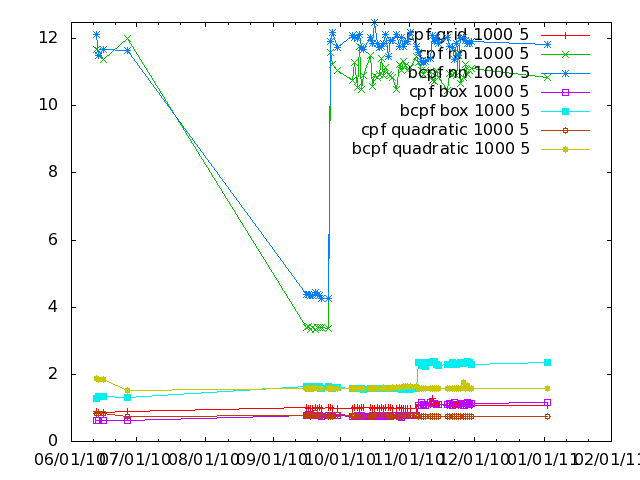 12
cpf grid 1000 5
cpf nn 1000 5
bcpf nn 1000 5
cpf box 1000 5
bcpf box 1000 5
cpf quadratic 1000 5
bcpf quadratic 1000 5
10
8
6
4
2
0
06/01/10 07/01/10 08/01/10 09/01/10 10/01/10 11/01/10 12/01/10 01/01/11 02/01/11